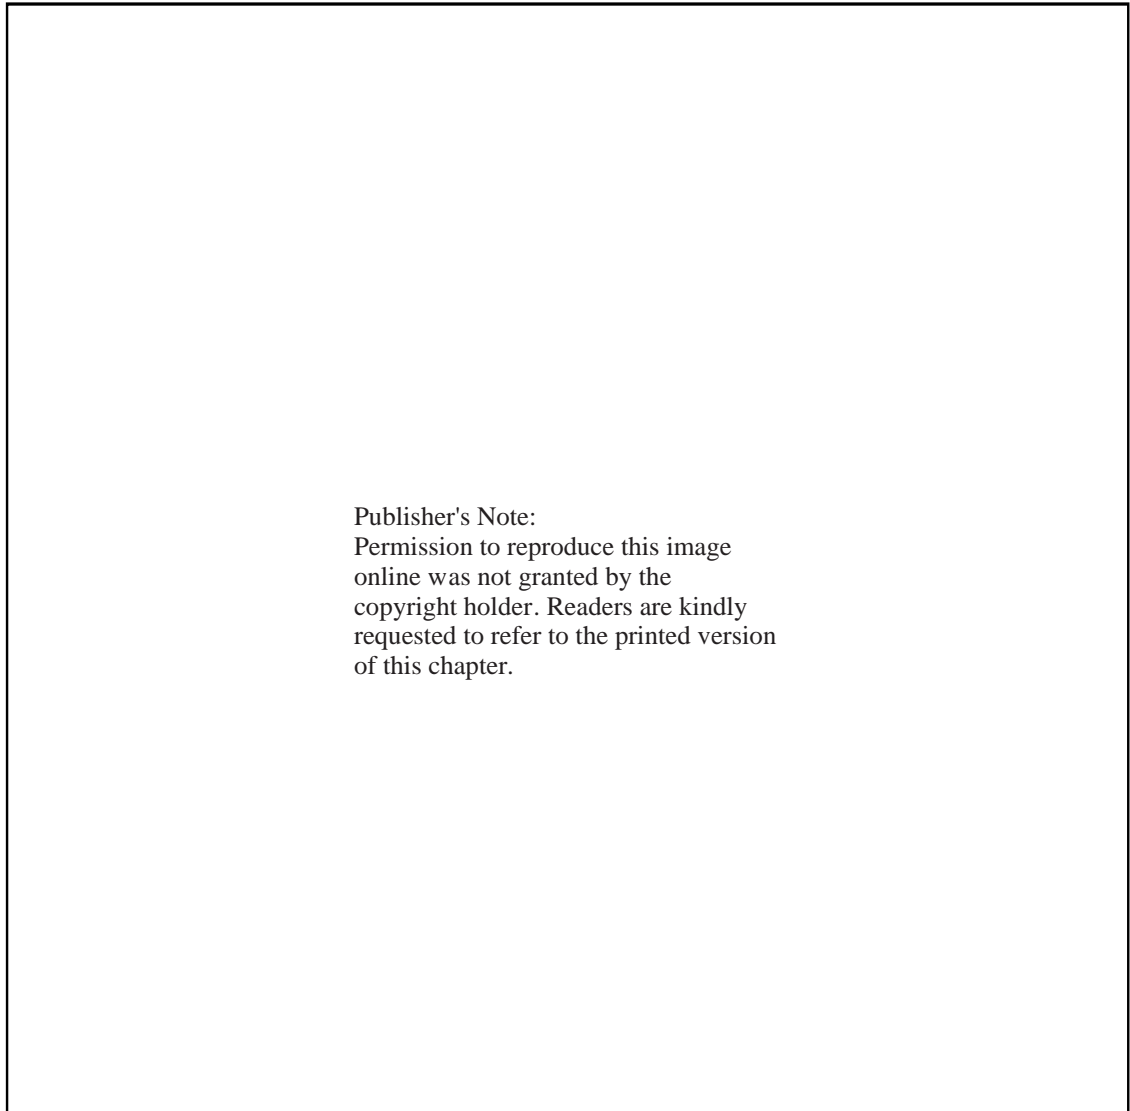 Publisher's Note:
Permission to reproduce this image
online was not granted by the
copyright holder. Readers are kindly
requested to refer to the printed version
of this chapter.